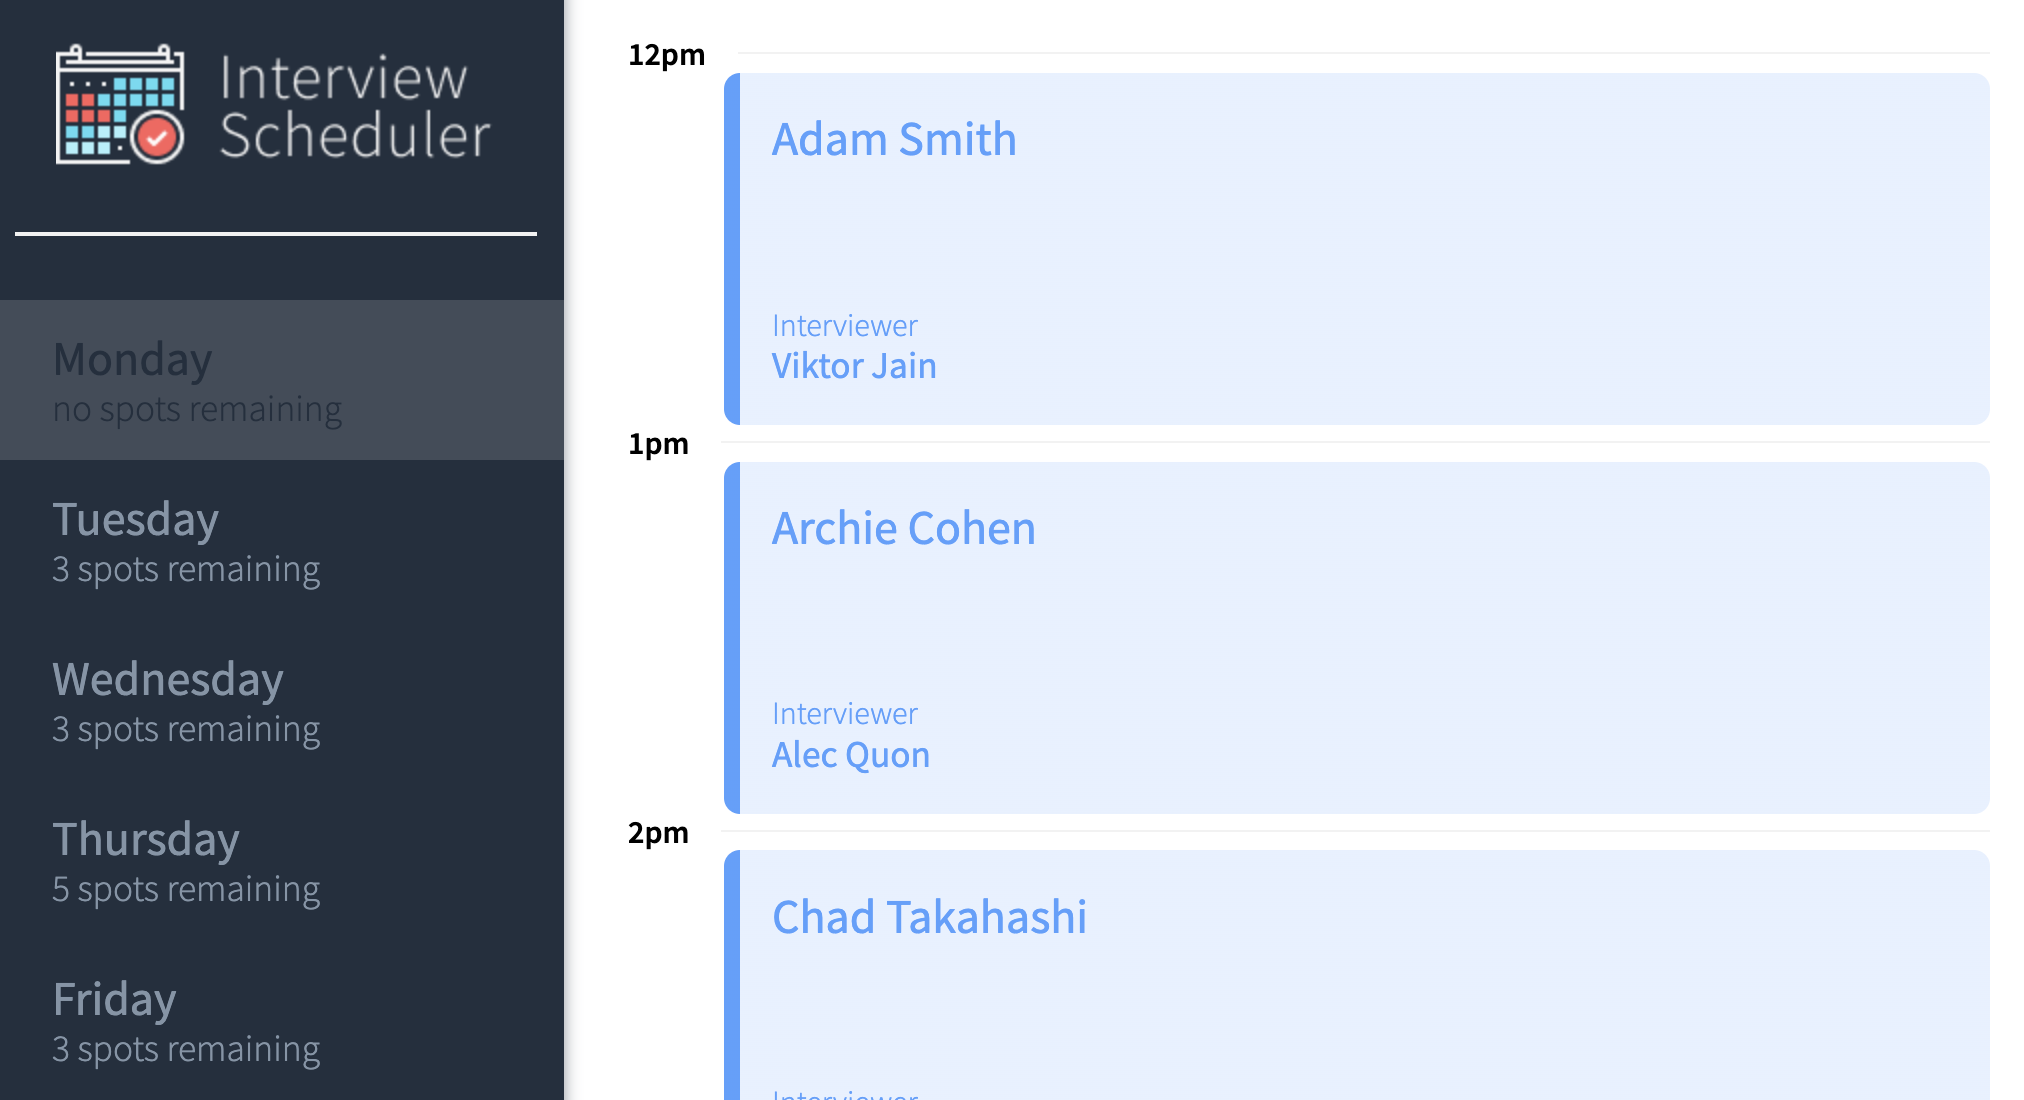 Interview
Scheduler
Monday
no spots remaining
Tuesday
3 spots remaining
Wednesday
3 spots remaining
Thursday
5 spots remaining
Friday
3 spots remaining
12pm
Adam Smith
Interviewer
Viktor Jain
1pm
Archie Cohen
Interviewer
Alec Quon
2pm
Chad Takahashi
Interviewer